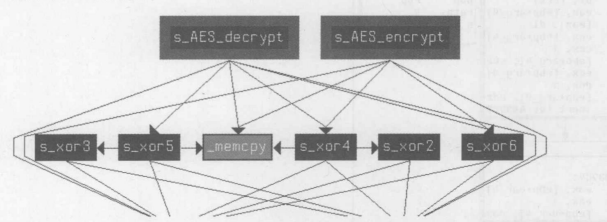 s_AES_decrypt s_AES_encrypt
s_xor3 s_xor5 _memcpy s_xor4 s_xor2 s_xor6